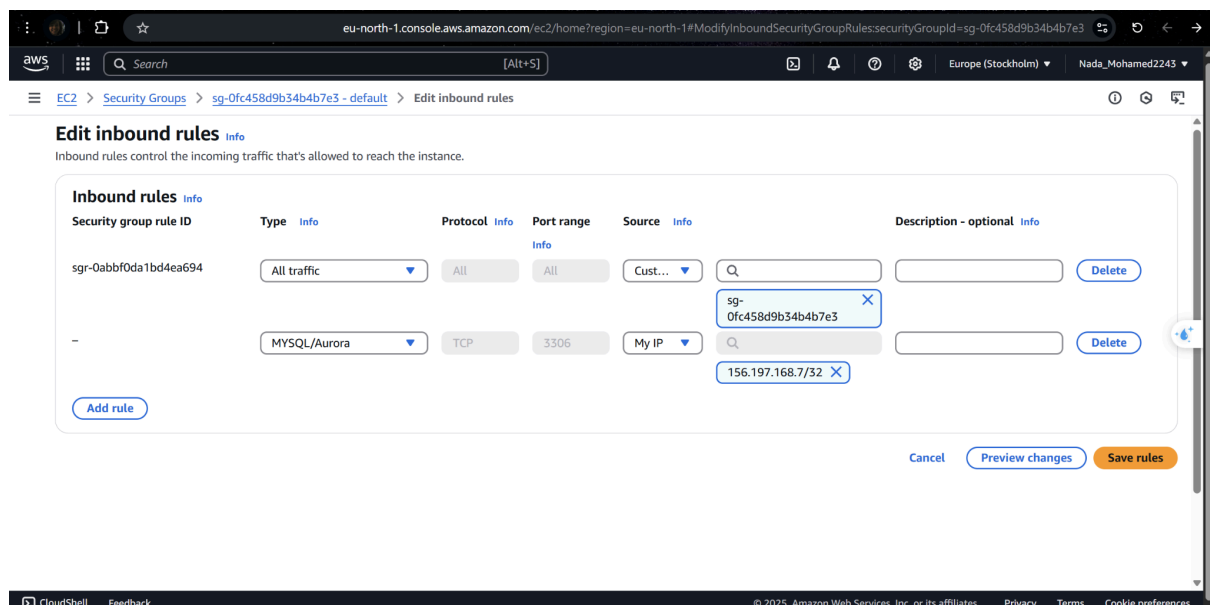 eu-north-1.console.aws.amazon.com/ec2/home?region=eu-north-1#ModifyInboundSecurityGroupRules:securityGroupId=sg-0fc458d9b34b4b7e3
aws Search [Alt+S] Europe (Stockholm) Nada_Mohamed2243
EC2 > Security Groups > sg-0fc458d9b34b4b7e3 - default > Edit inbound rules
Edit inbound rules Info
Inbound rules control the incoming traffic that's allowed to reach the instance.
Inbound rules Info
Security group rule ID Type Info Protocol Info Port range Source Info Description - optional Info
Info
sgr-0abbf0da1bd4ea694 All traffic All All Cust... Delete
sg-
0fc458d9b34b4b7e3
– MYSQL/Aurora TCP 3306 My IP Delete
156.197.168.7/32
Add rule
Cancel Preview changes Save rules
CloudShell Feedback © 2025, Amazon Web Services, Inc. or its affiliates. Privacy Terms Cookie preferences